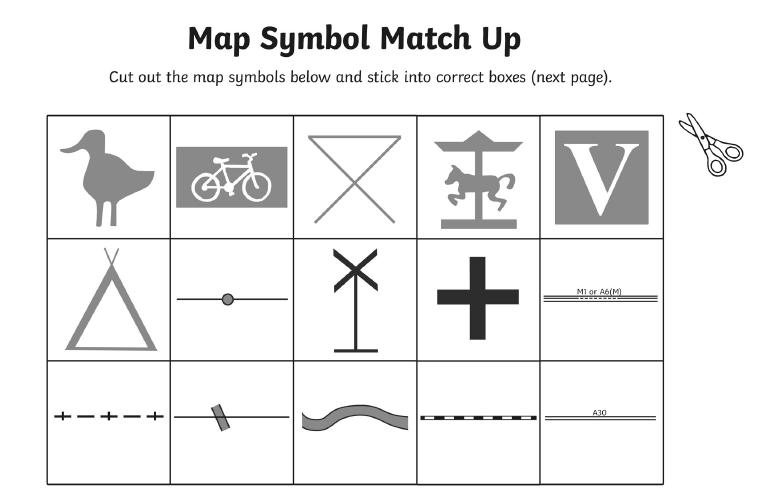 Map Symbol Match Up
Cut out the map symbols below and stick into correct boxes (next page).
V
M1 or A6(M)
A30